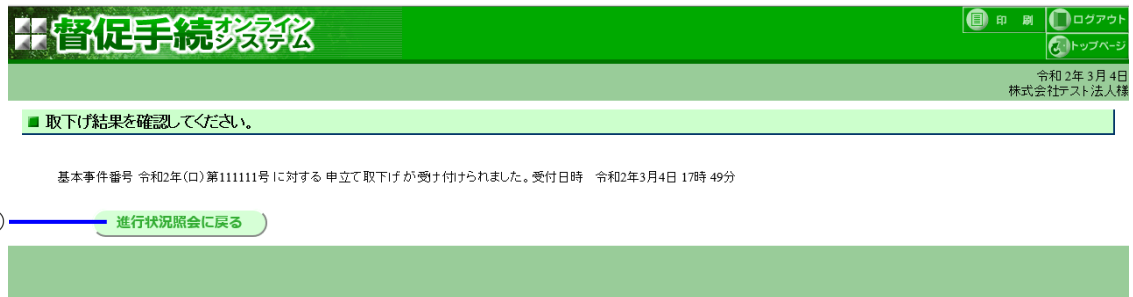 督促手続オンラインシステム
印 刷
ログアウト
トップページ
令和 2年 3月 4日
株式会社テスト法人様
取下げ結果を確認してください。
基本事件番号 令和2年(ロ)第111111号 に対する 申立て取下げ が受け付けられました。受付日時 令和2年3月4日 17時 49分
進行状況照会に戻る